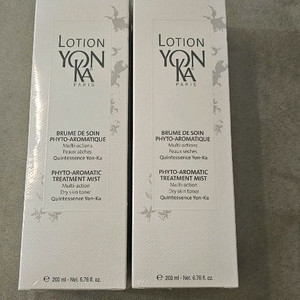 LOTION
YON
KA
PARIS
BRUME DE SOIN
PHYTO-AROMATIQUE
Multi-actions
Peaux sèches
Quintessence Yon-Ka
PHYTO-AROMATIC
TREATMENT MIST
Multi-action
Dry skin toner
Quintessence Yon-Ka
℮ 200 ml - Net. 6.76 fl. oz.
LOTION
YON
KA
PARIS
BRUME DE SOIN
PHYTO-AROMATIQUE
Multi-actions
Peaux sèches
Quintessence Yon-Ka
PHYTO-AROMATIC
TREATMENT MIST
Multi-action
Dry skin toner
Quintessence Yon-Ka
℮ 200 ml - Net. 6.76 fl. oz.